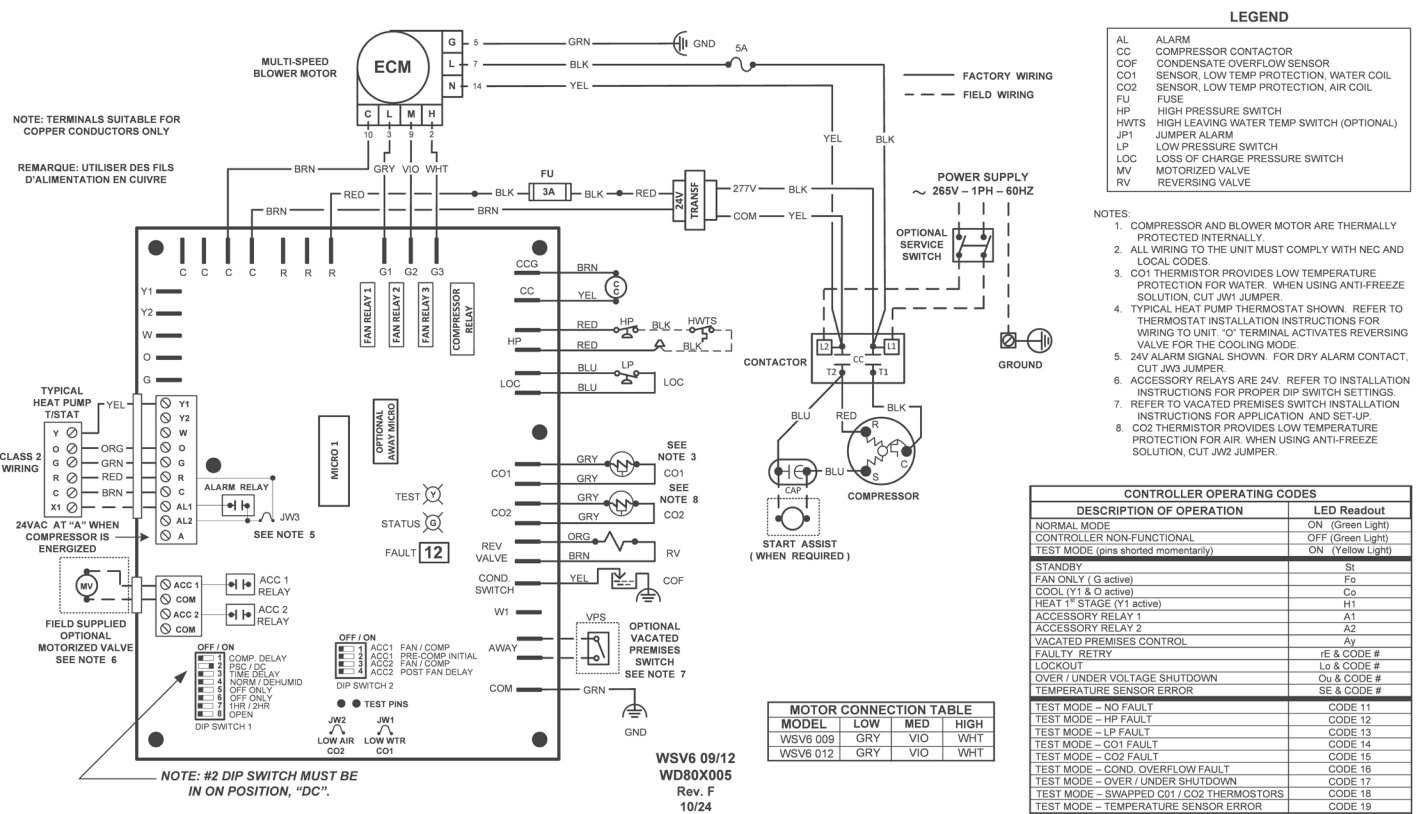 MULTI-SPEED
BLOWER MOTOR
ECM
G 5 GRN GND
L 7 BLK 5A
N 14 YEL
C L M H
10 3 9 2
BRN GRY VIO WHT
NOTE: TERMINALS SUITABLE FOR
COPPER CONDUCTORS ONLY
REMARQUE: UTILISER DES FILS
D'ALIMENTATION EN CUIVRE
FACTORY WIRING
FIELD WIRING
YEL BLK
RED BLK FU 3A BLK RED
BRN BRN
24V TRANSF
277V BLK
COM YEL
POWER SUPPLY
~ 265V – 1PH – 60HZ
OPTIONAL
SERVICE
SWITCH
GROUND
CONTACTOR
L2 L1
CC
T2 T1
BLU RED BLK
R
C
S
BLU
CAP
COMPRESSOR
START ASSIST
( WHEN REQUIRED )
C C C C R R R G1 G2 G3
Y1
Y2
W
O
G
FAN RELAY 1
FAN RELAY 2
FAN RELAY 3
COMPRESSOR
RELAY
CCG BRN
CC YEL
C C
HP RED HP BLK HWTS
RED BLK
LOC BLU LP
BLU LOC
TYPICAL
HEAT PUMP
T/STAT
YEL
Y
O ORG
G GRN
R RED
C BRN
X1
CLASS 2
WIRING
Y1
Y2
W
O
G
R
C
AL1
AL2
A
ALARM RELAY
JW3
SEE NOTE 5
24VAC AT “A” WHEN
COMPRESSOR IS
ENERGIZED
MICRO 1
OPTIONAL
AWAY MICRO
TEST Y
STATUS G
FAULT 12
SEE
NOTE 3
CO1 GRY
GRY CO1
SEE
NOTE 8
CO2 GRY
GRY CO2
REV
VALVE
ORG
BRN RV
COND.
SWITCH
YEL COF
W1
VPS
AWAY
OPTIONAL
VACATED
PREMISES
SWITCH
SEE NOTE 7
COM GRN
GND
MV
FIELD SUPPLIED
OPTIONAL
MOTORIZED VALVE
SEE NOTE 6
ACC 1
COM
ACC 2
COM
ACC 1
RELAY
ACC 2
RELAY
OFF / ON
1 COMP. DELAY
2 PSC / DC
3 TIME DELAY
4 NORM / DEHUMID
5 OFF ONLY
6 OFF ONLY
7 1HR / 2HR
8 OPEN
DIP SWITCH 1
OFF / ON
1 ACC1 FAN / COMP
2 ACC1 PRE-COMP INITIAL
3 ACC2 FAN / COMP
4 ACC2 POST FAN DELAY
DIP SWITCH 2
TEST PINS
JW2 JW1
LOW AIR LOW WTR
CO2 CO1
NOTE: #2 DIP SWITCH MUST BE
IN ON POSITION, “DC”.
WSV6 09/12
WD80X005
Rev. F
10/24
MOTOR CONNECTION TABLE
MODEL LOW MED HIGH
WSV6 009 GRY VIO WHT
WSV6 012 GRY VIO WHT
LEGEND
AL ALARM
CC COMPRESSOR CONTACTOR
COF CONDENSATE OVERFLOW SENSOR
CO1 SENSOR, LOW TEMP PROTECTION, WATER COIL
CO2 SENSOR, LOW TEMP PROTECTION, AIR COIL
FU FUSE
HP HIGH PRESSURE SWITCH
HWTS HIGH LEAVING WATER TEMP SWITCH (OPTIONAL)
JP1 JUMPER ALARM
LP LOW PRESSURE SWITCH
LOC LOSS OF CHARGE PRESSURE SWITCH
MV MOTORIZED VALVE
RV REVERSING VALVE
NOTES:
1. COMPRESSOR AND BLOWER MOTOR ARE THERMALLY
PROTECTED INTERNALLY.
2. ALL WIRING TO THE UNIT MUST COMPLY WITH NEC AND
LOCAL CODES.
3. CO1 THERMISTOR PROVIDES LOW TEMPERATURE
PROTECTION FOR WATER. WHEN USING ANTI-FREEZE
SOLUTION, CUT JW1 JUMPER.
4. TYPICAL HEAT PUMP THERMOSTAT SHOWN. REFER TO
THERMOSTAT INSTALLATION INSTRUCTIONS FOR
WIRING TO UNIT. “O” TERMINAL ACTIVATES REVERSING
VALVE FOR THE COOLING MODE.
5. 24V ALARM SIGNAL SHOWN. FOR DRY ALARM CONTACT,
CUT JW3 JUMPER.
6. ACCESSORY RELAYS ARE 24V. REFER TO INSTALLATION
INSTRUCTIONS FOR PROPER DIP SWITCH SETTINGS.
7. REFER TO VACATED PREMISES SWITCH INSTALLATION
INSTRUCTIONS FOR APPLICATION AND SET-UP.
8. CO2 THERMISTOR PROVIDES LOW TEMPERATURE
PROTECTION FOR AIR. WHEN USING ANTI-FREEZE
SOLUTION, CUT JW2 JUMPER.
CONTROLLER OPERATING CODES
DESCRIPTION OF OPERATION LED Readout
NORMAL MODE ON (Green Light)
CONTROLLER NON-FUNCTIONAL OFF (Green Light)
TEST MODE (pins shorted momentarily) ON (Yellow Light)
STANDBY St
FAN ONLY ( G active) Fo
COOL (Y1 & O active) Co
HEAT 1st STAGE (Y1 active) H1
ACCESSORY RELAY 1 A1
ACCESSORY RELAY 2 A2
VACATED PREMISES CONTROL Ay
FAULTY RETRY rE & CODE #
LOCKOUT Lo & CODE #
OVER / UNDER VOLTAGE SHUTDOWN Ou & CODE #
TEMPERATURE SENSOR ERROR SE & CODE #
TEST MODE – NO FAULT CODE 11
TEST MODE – HP FAULT CODE 12
TEST MODE – LP FAULT CODE 13
TEST MODE – CO1 FAULT CODE 14
TEST MODE – CO2 FAULT CODE 15
TEST MODE – COND. OVERFLOW FAULT CODE 16
TEST MODE – OVER / UNDER SHUTDOWN CODE 17
TEST MODE – SWAPPED C01 / CO2 THERMOSTORS CODE 18
TEST MODE – TEMPERATURE SENSOR ERROR CODE 19